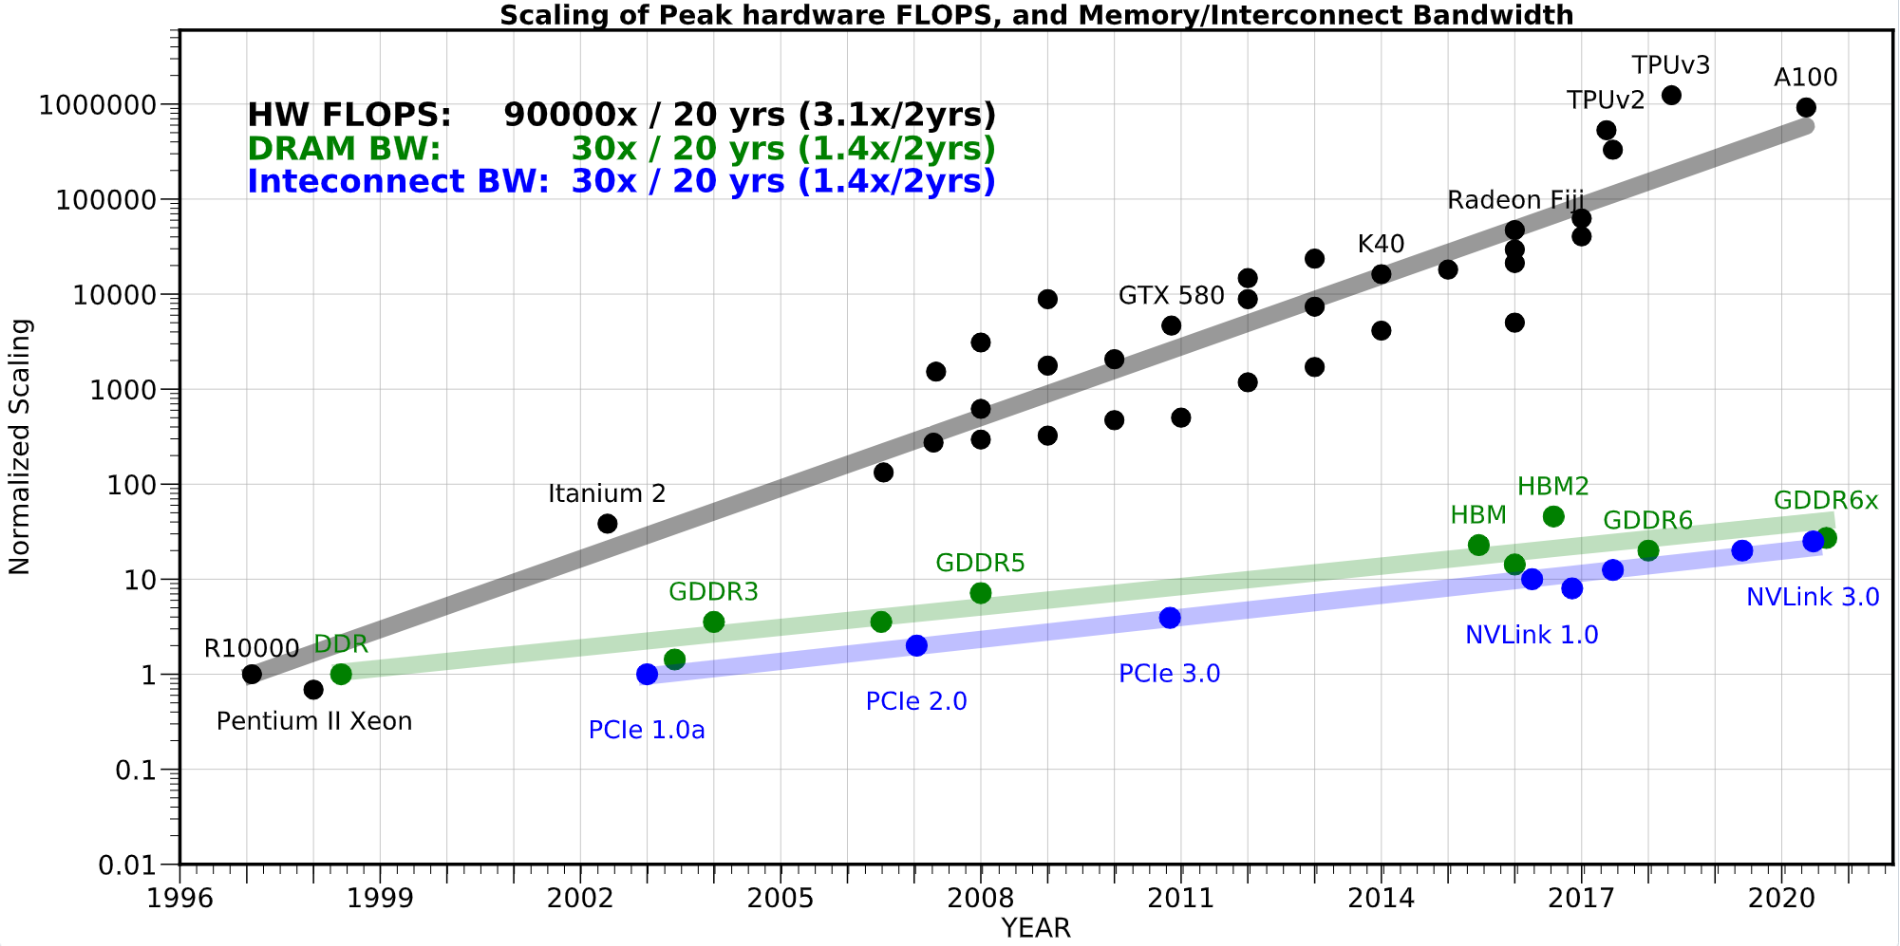 Scaling of Peak hardware FLOPS, and Memory/Interconnect Bandwidth
HW FLOPS: 90000x / 20 yrs (3.1x/2yrs)
DRAM BW: 30x / 20 yrs (1.4x/2yrs)
Inteconnect BW: 30x / 20 yrs (1.4x/2yrs)
Normalized Scaling
1000000
100000
10000
1000
100
10
1
0.1
0.01
TPUv3
A100
TPUv2
Radeon Fiji
K40
GTX 580
Itanium 2
HBM2
GDDR6x
HBM
GDDR6
GDDR5
GDDR3
NVLink 3.0
NVLink 1.0
R10000
DDR
PCIe 3.0
PCIe 2.0
Pentium II Xeon
PCIe 1.0a
1996 1999 2002 2005 2008 2011 2014 2017 2020
YEAR